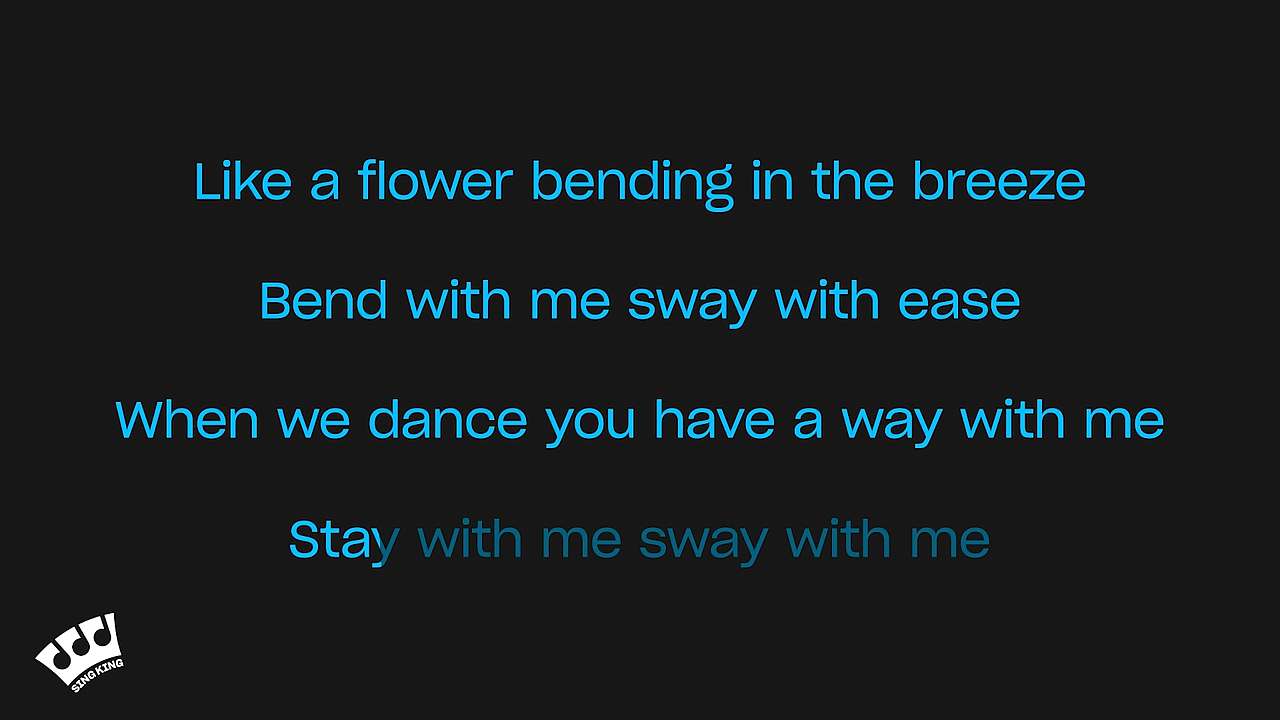 Like a flower bending in the breeze
Bend with me sway with ease
When we dance you have a way with me
Stay with me sway with me
SING KING